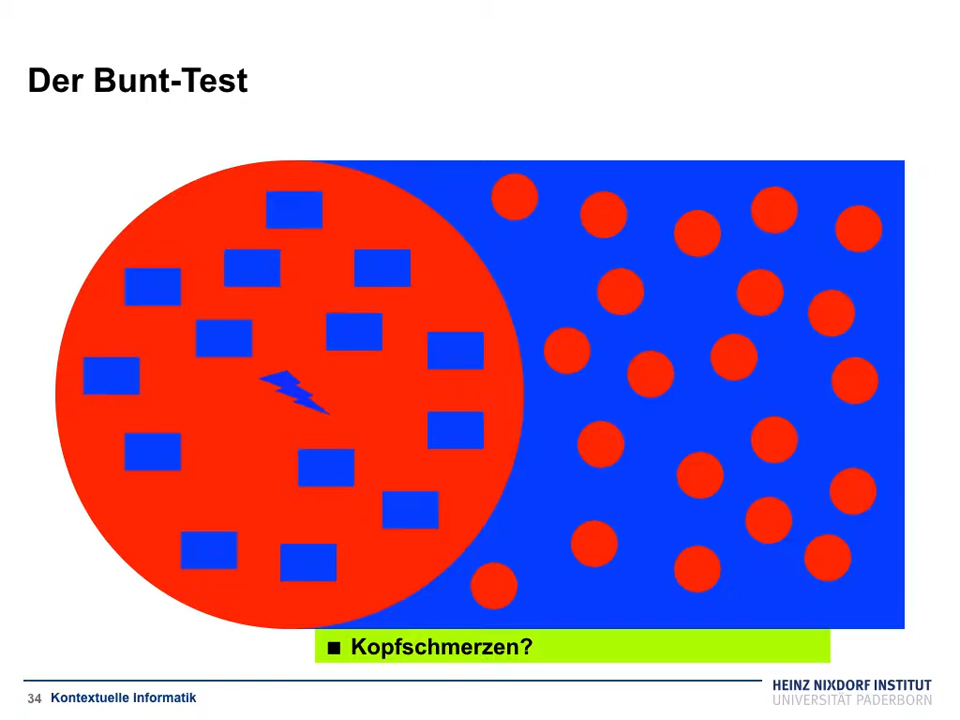 Der Bunt-Test
■ Kopfschmerzen?
34 Kontextuelle Informatik
HEINZ NIXDORF INSTITUT
UNIVERSITÄT PADERBORN